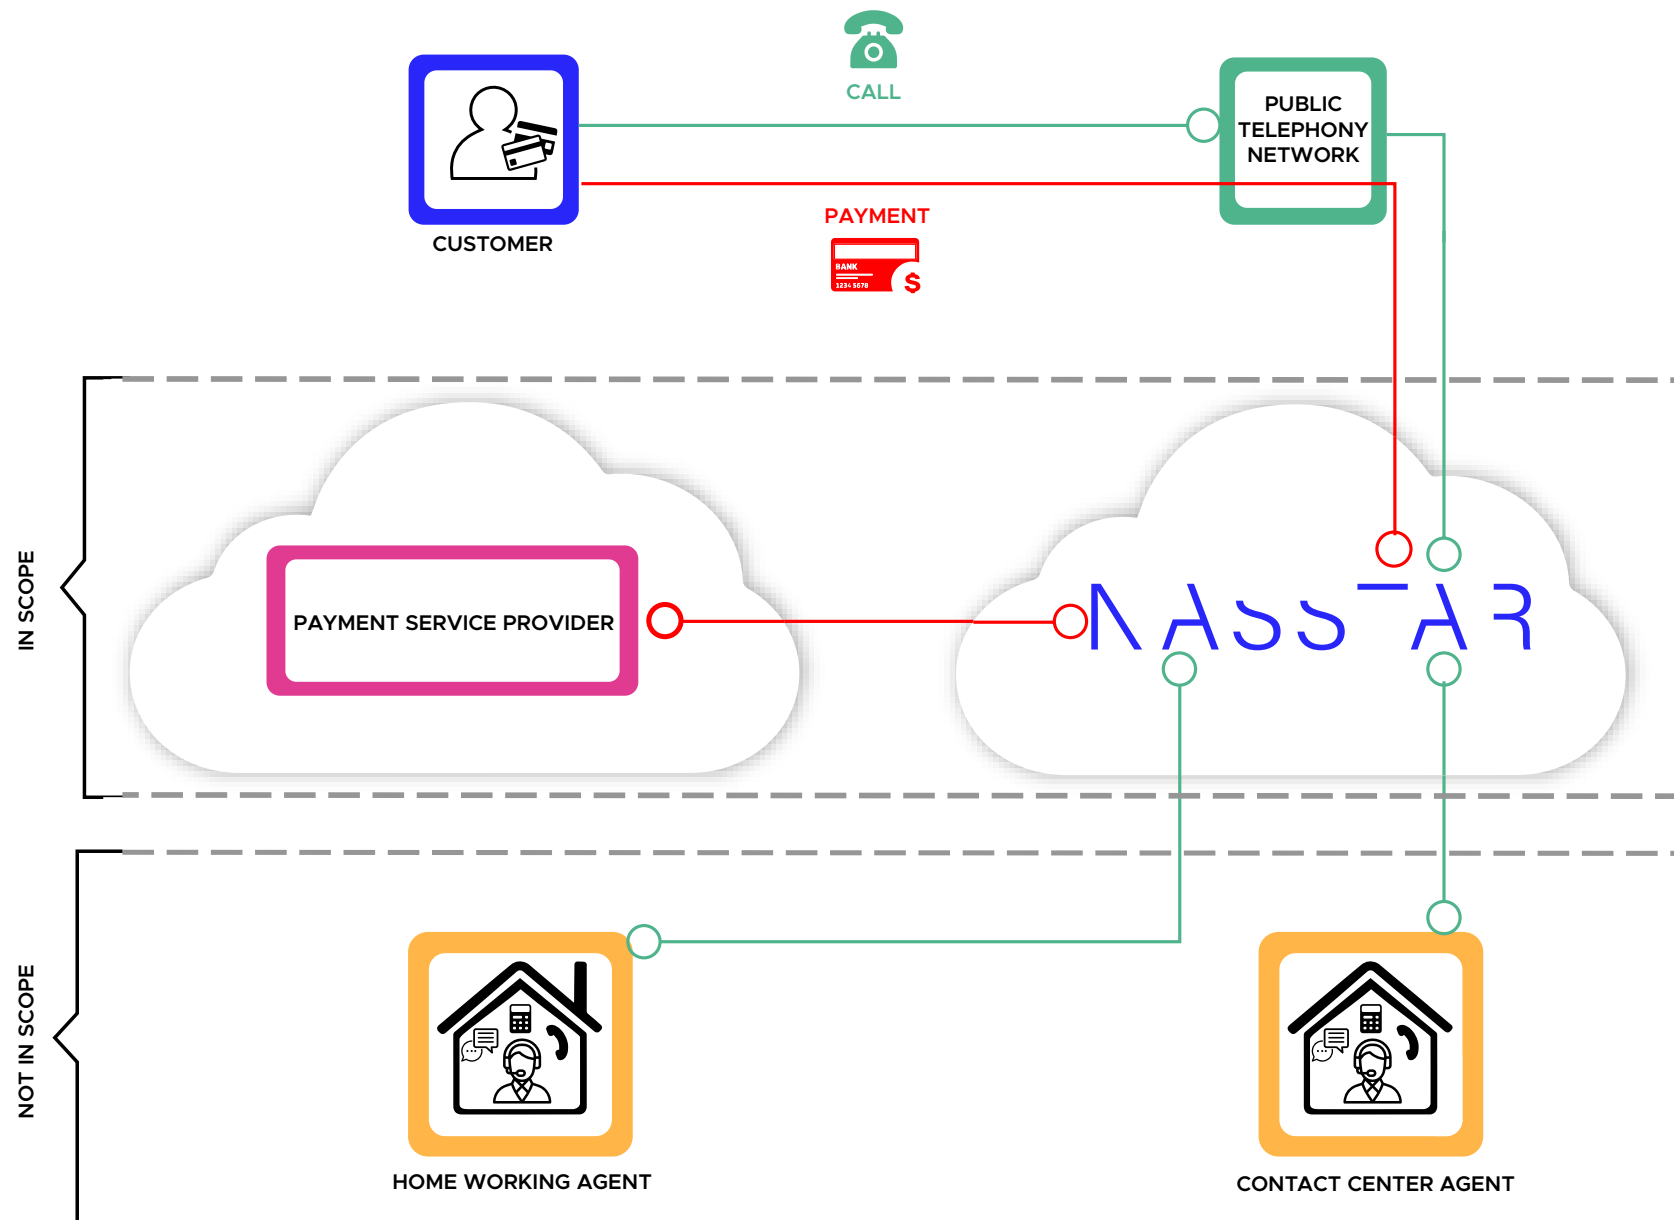 CALL
PUBLIC
TELEPHONY
NETWORK
CUSTOMER
PAYMENT
BANK
1234 5678
$
IN SCOPE
PAYMENT SERVICE PROVIDER
NASSTAR
NOT IN SCOPE
HOME WORKING AGENT
CONTACT CENTER AGENT